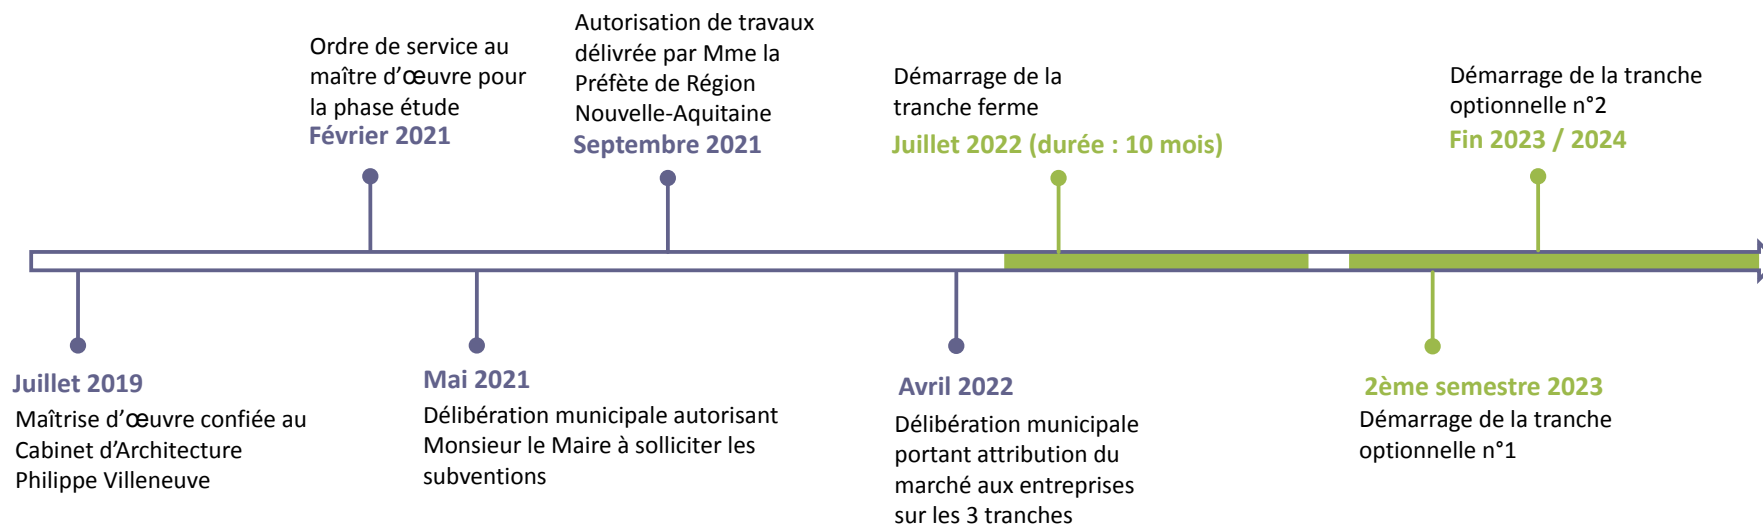 Ordre de service au
maître d'œuvre pour
la phase étude
Février 2021
Autorisation de travaux
délivrée par Mme la
Préfète de Région
Nouvelle-Aquitaine
Septembre 2021
Démarrage de la
tranche ferme
Juillet 2022 (durée : 10 mois)
Démarrage de la tranche
optionnelle n°2
Fin 2023 / 2024
Juillet 2019
Maîtrise d'œuvre confiée au
Cabinet d'Architecture
Philippe Villeneuve
Mai 2021
Délibération municipale autorisant
Monsieur le Maire à solliciter les
subventions
Avril 2022
Délibération municipale
portant attribution du
marché aux entreprises
sur les 3 tranches
2ème semestre 2023
Démarrage de la tranche
optionnelle n°1